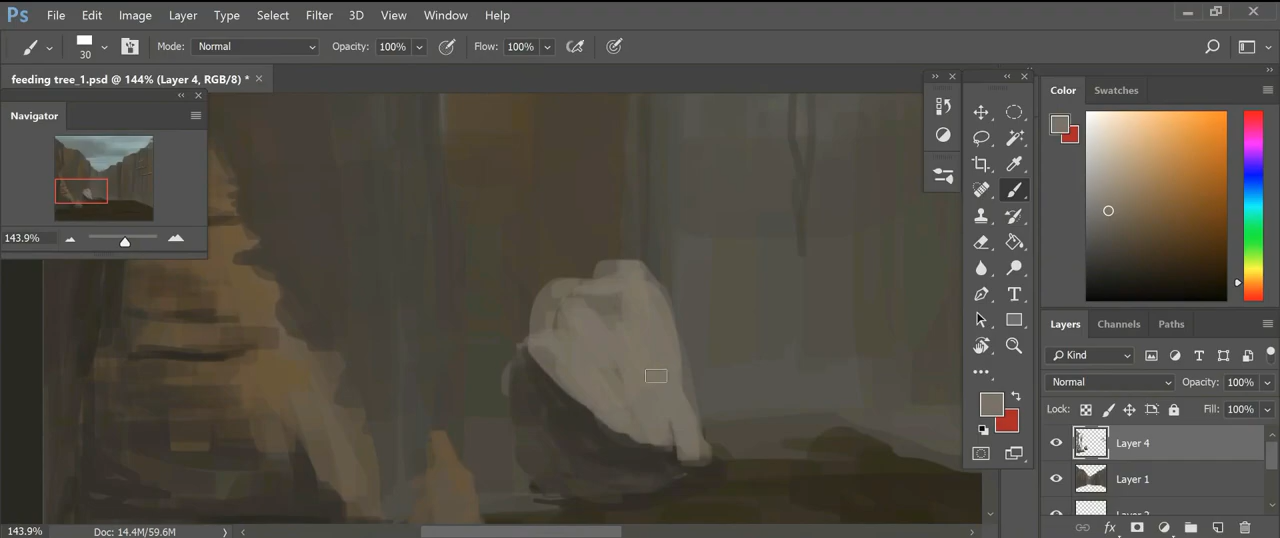 Ps File Edit Image Layer Type Select Filter 3D View Window Help
30 Mode: Normal Opacity: 100% Flow: 100%
feeding tree_1.psd @ 144% (Layer 4, RGB/8) * ×
Navigator
143.9%
Color Swatches
Layers Channels Paths
Kind
Normal Opacity: 100%
Lock: Fill: 100%
Layer 4
Layer 1
fx
143.9% Doc: 14.4M/59.6M